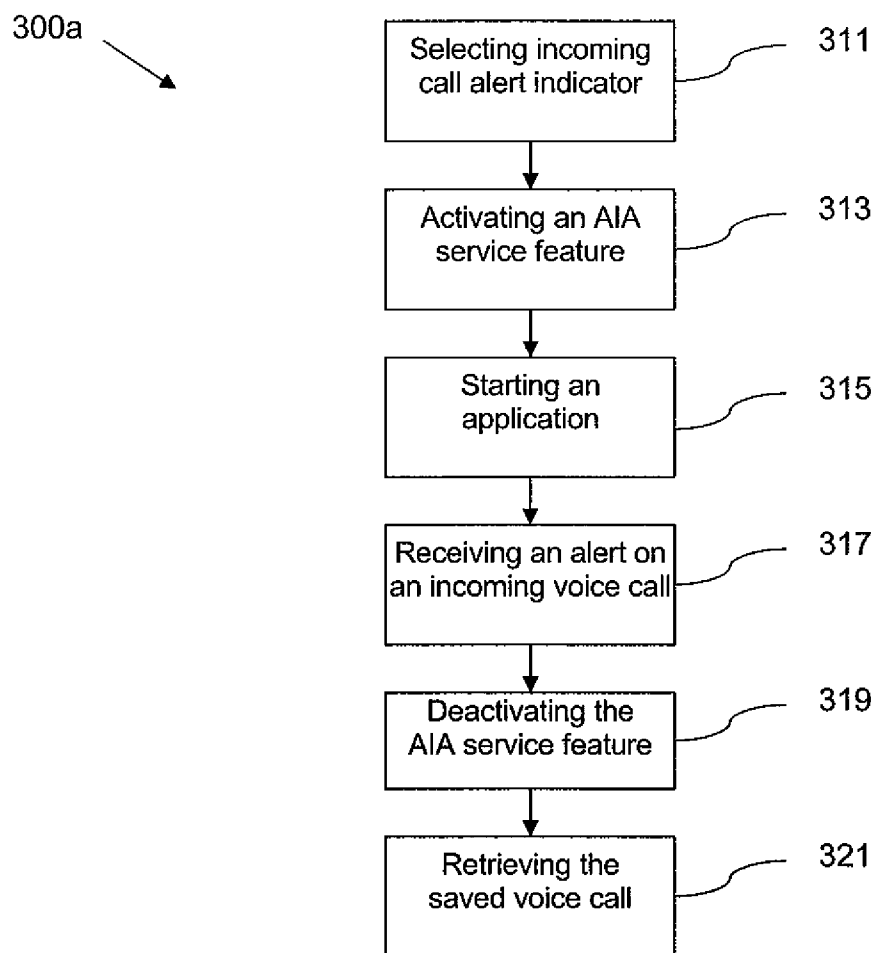 300a
Selecting incoming
call alert indicator
311
Activating an AIA
service feature
313
Starting an
application
315
Receiving an alert on
an incoming voice call
317
Deactivating the
AIA service feature
319
Retrieving the
saved voice call
321